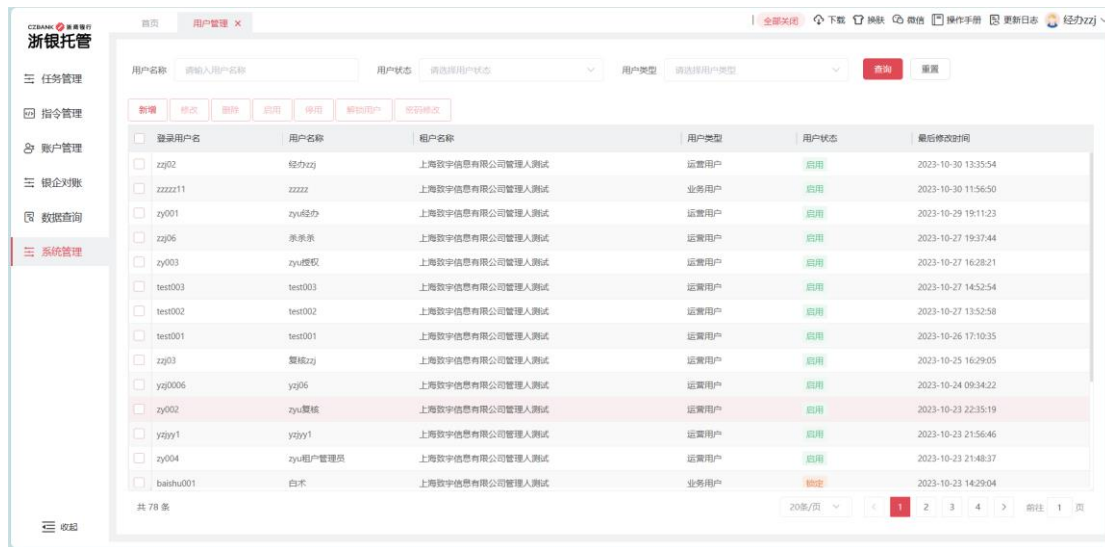 CZBANK 浙商银行
浙银托管
首页 用户管理 ×
全部关闭 下载 换肤 微信 操作手册 更新日志 经办zzj
任务管理
指令管理
账户管理
银企对账
数据查询
系统管理
收起
用户名称 请输入用户名称 用户状态 请选择用户状态 用户类型 请选择用户类型 查询 重置
新增 修改 删除 启用 停用 解锁用户 密码修改
登录用户名 用户名称 租户名称 用户类型 用户状态 最后修改时间
zzj02 经办zzj 上海致宇信息有限公司管理人测试 运营用户 启用 2023-10-30 13:35:54
zzzzz11 zzzzz 上海致宇信息有限公司管理人测试 业务用户 启用 2023-10-30 11:56:50
zy001 zyu经办 上海致宇信息有限公司管理人测试 运营用户 启用 2023-10-29 19:11:23
zzj06 杀杀杀 上海致宇信息有限公司管理人测试 运营用户 启用 2023-10-27 19:37:44
zy003 zyu授权 上海致宇信息有限公司管理人测试 运营用户 启用 2023-10-27 16:28:21
test003 test003 上海致宇信息有限公司管理人测试 运营用户 启用 2023-10-27 14:52:54
test002 test002 上海致宇信息有限公司管理人测试 运营用户 启用 2023-10-27 13:52:58
test001 test001 上海致宇信息有限公司管理人测试 运营用户 启用 2023-10-26 17:10:35
zzj03 复核zzj 上海致宇信息有限公司管理人测试 运营用户 启用 2023-10-25 16:29:05
yzj0006 yzj06 上海致宇信息有限公司管理人测试 运营用户 启用 2023-10-24 09:34:22
zy002 zyu复核 上海致宇信息有限公司管理人测试 运营用户 启用 2023-10-23 22:35:19
yzjyy1 yzjyy1 上海致宇信息有限公司管理人测试 运营用户 启用 2023-10-23 21:56:46
zy004 zyu租户管理员 上海致宇信息有限公司管理人测试 运营用户 启用 2023-10-23 21:48:37
baishu001 白术 上海致宇信息有限公司管理人测试 业务用户 锁定 2023-10-23 14:29:04
共 78 条 20条/页 1 2 3 4 前往 1 页